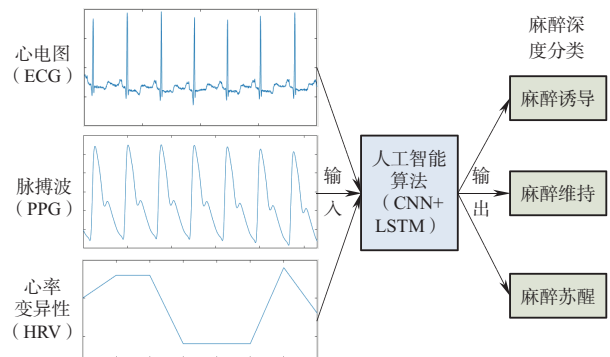 心电图
（ECG）
脉搏波
（PPG）
心率
变异性
（HRV）
输
入
人工智能
算法
（CNN+
LSTM）
输
出
麻醉深
度分类
麻醉诱导
麻醉维持
麻醉苏醒